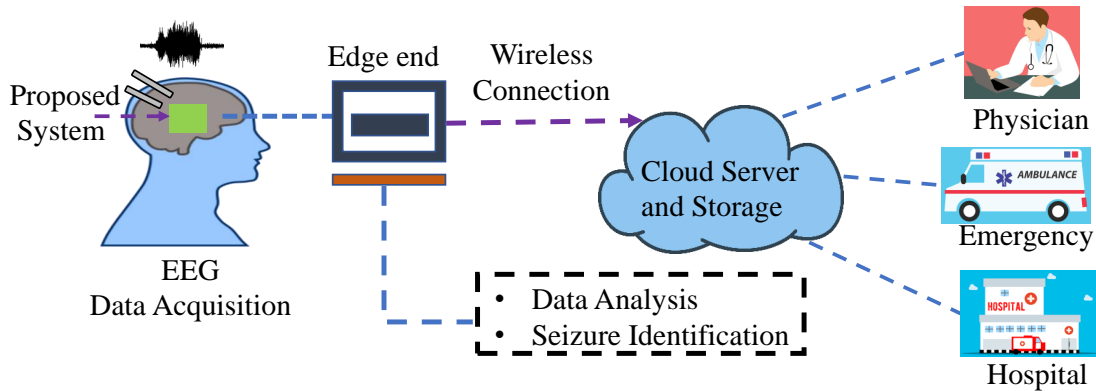 Proposed
System
EEG
Data Acquisition
Edge end
Wireless
Connection
Cloud Server
and Storage
• Data Analysis
• Seizure Identification
Physician
AMBULANCE
Emergency
HOSPITAL
Hospital